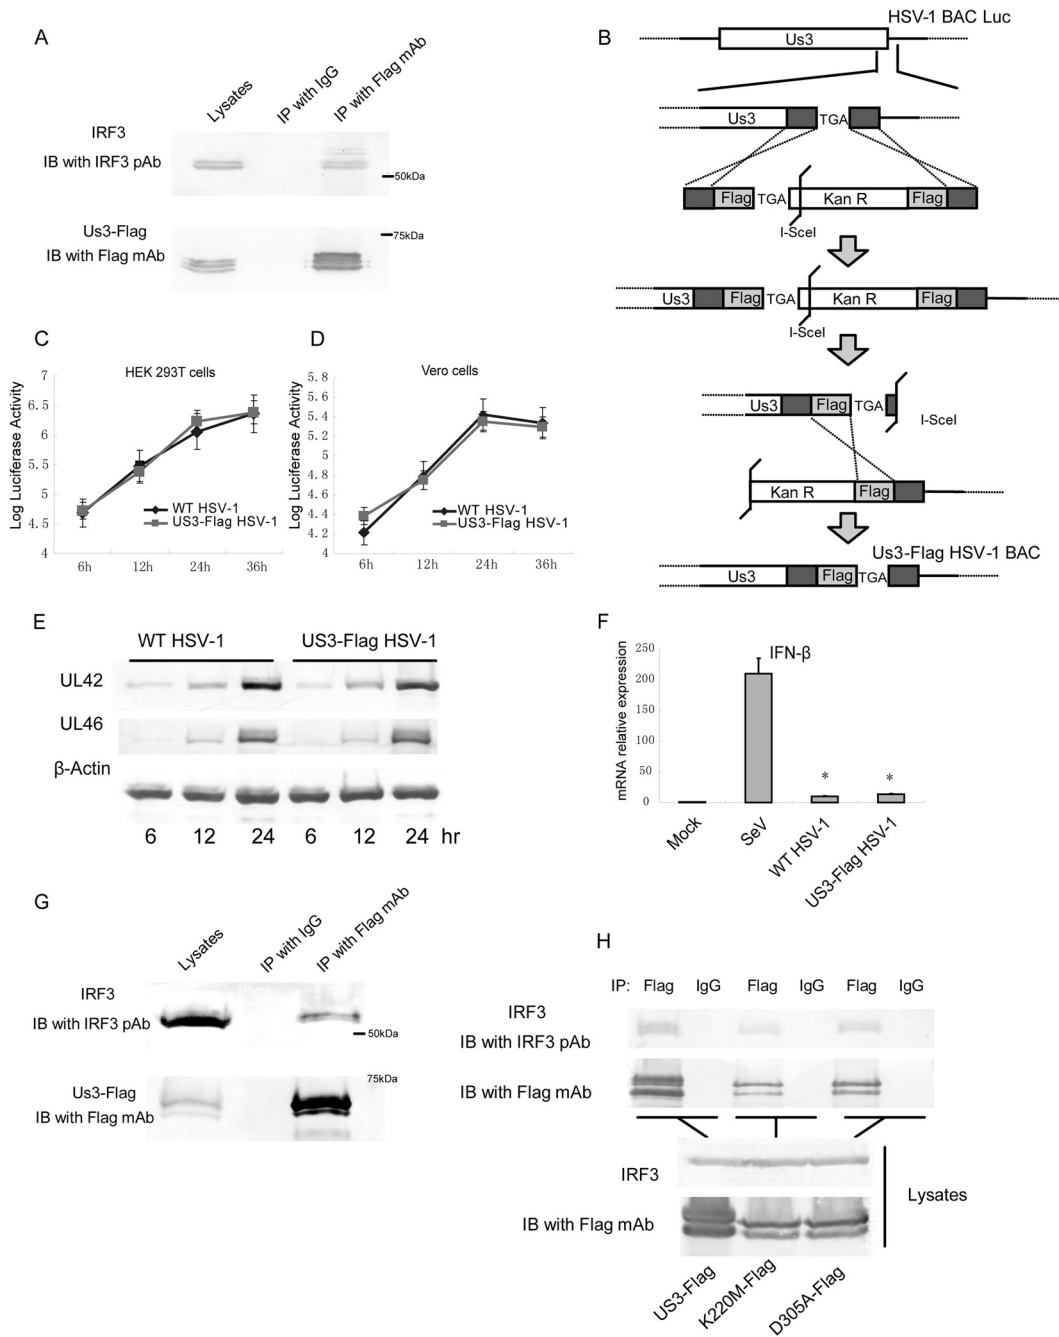 A
Lysates
IP with IgG
IP with Flag mAb
IRF3
IB with IRF3 pAb
50kDa
75kDa
Us3-Flag
IB with Flag mAb
B
HSV-1 BAC Luc
Us3
Us3
TGA
Flag
TGA
Kan R
Flag
I-SceI
Us3
Flag
TGA
Kan R
Flag
I-SceI
Us3
Flag
TGA
I-SceI
Kan R
Flag
Us3-Flag HSV-1 BAC
Us3
Flag
TGA
C
HEK 293T cells
Log Luciferase Activity
7
6.5
6
5.5
5
4.5
4
6h
12h
24h
36h
WT HSV-1
US3-Flag HSV-1
D
Vero cells
Log Luciferase Activity
5.8
5.6
5.4
5.2
5
4.8
4.6
4.4
4.2
4
6h
12h
24h
36h
WT HSV-1
US3-Flag HSV-1
E
WT HSV-1
US3-Flag HSV-1
UL42
UL46
β-Actin
6 12 24 6 12 24 hr
F
IFN-β
mRNA relative expression
250
200
150
100
50
0
*
*
Mock
SeV
WT HSV-1
US3-Flag HSV-1
G
Lysates
IP with IgG
IP with Flag mAb
IRF3
IB with IRF3 pAb
50kDa
75kDa
Us3-Flag
IB with Flag mAb
H
IP: Flag IgG Flag IgG Flag IgG
IRF3
IB with IRF3 pAb
IB with Flag mAb
IRF3
IB with Flag mAb
Lysates
US3-Flag
K220M-Flag
D305A-Flag